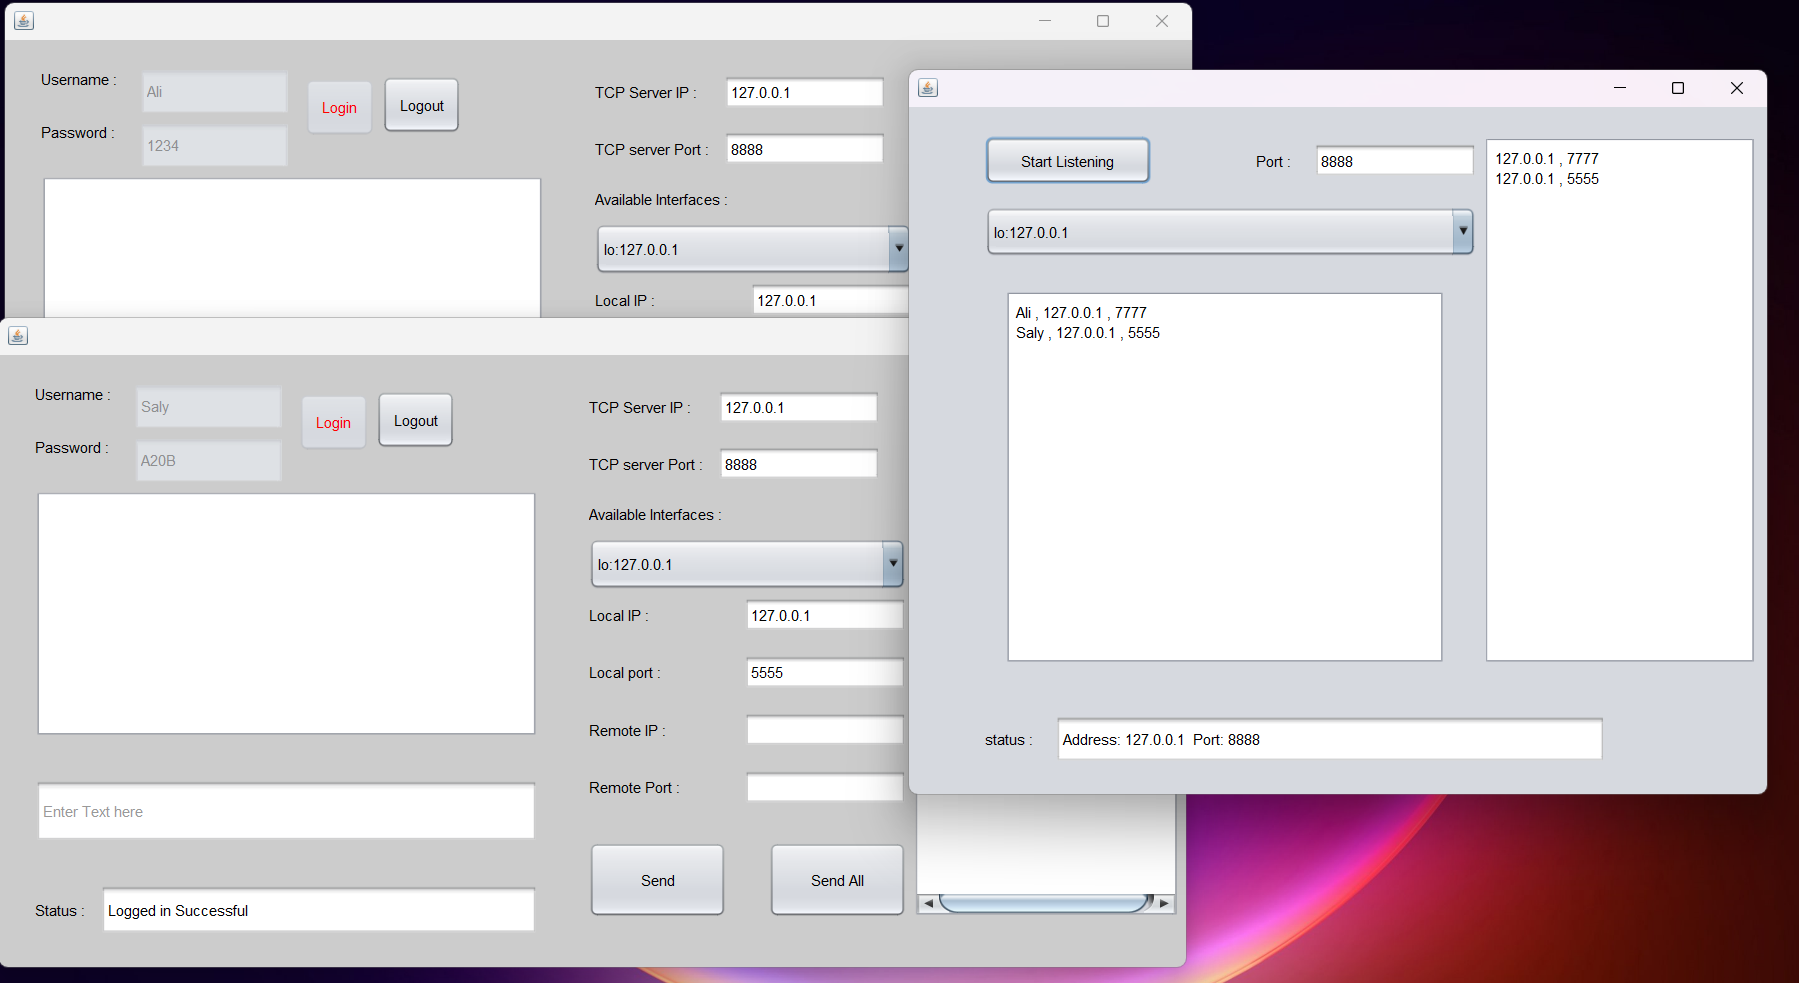 Username :
Ali
Login
Logout
Password :
1234
TCP Server IP :
127.0.0.1
TCP server Port :
8888
Available Interfaces :
lo:127.0.0.1
Local IP :
127.0.0.1
Username :
Saly
Login
Logout
Password :
A20B
TCP Server IP :
127.0.0.1
TCP server Port :
8888
Available Interfaces :
lo:127.0.0.1
Local IP :
127.0.0.1
Local port :
5555
Remote IP :
Remote Port :
Enter Text here
Send
Send All
Status :
Logged in Successful
Start Listening
Port :
8888
lo:127.0.0.1
127.0.0.1 , 7777
127.0.0.1 , 5555
Ali , 127.0.0.1 , 7777
Saly , 127.0.0.1 , 5555
status :
Address: 127.0.0.1  Port: 8888